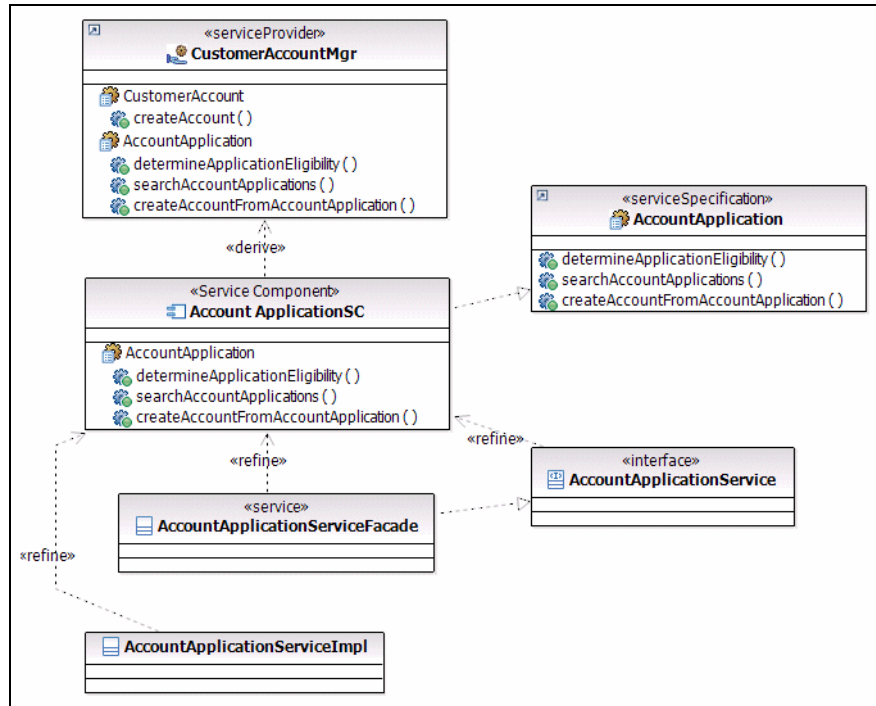 «serviceProvider»
CustomerAccountMgr
CustomerAccount
createAccount ( )
AccountApplication
determineApplicationEligibility ( )
searchAccountApplications ( )
createAccountFromAccountApplication ( )
«serviceSpecification»
AccountApplication
determineApplicationEligibility ( )
searchAccountApplications ( )
createAccountFromAccountApplication ( )
«derive»
«Service Component»
Account ApplicationSC
AccountApplication
determineApplicationEligibility ( )
searchAccountApplications ( )
createAccountFromAccountApplication ( )
«refine»
«refine»
«interface»
AccountApplicationService
«service»
AccountApplicationServiceFacade
«refine»
AccountApplicationServiceImpl